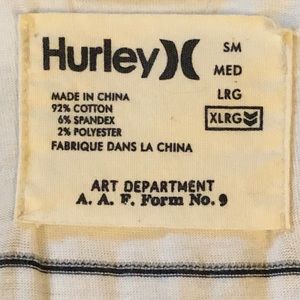 Hurley
SM
MED
LRG
XLRG
MADE IN CHINA
92% COTTON
6% SPANDEX
2% POLYESTER
FABRIQUE DANS LA CHINA
ART DEPARTMENT
A. A. F. Form No. 9